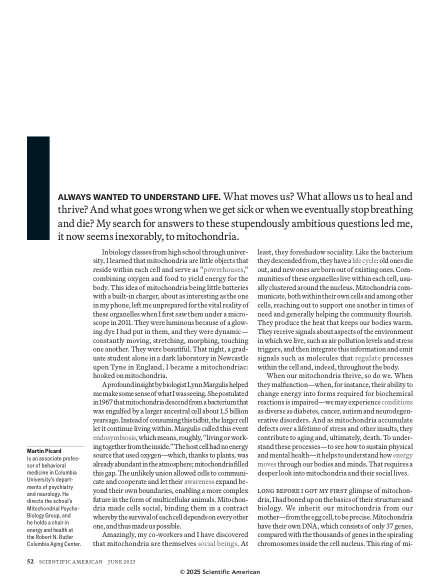 I
ALWAYS WANTED TO UNDERSTAND LIFE. What moves us? What allows us to heal and
thrive? And what goes wrong when we get sick or when we eventually stop breathing
and die? My search for answers to these stupendously ambitious questions led me,
it now seems inexorably, to mitochondria.
In biology classes from high school through univer-
sity, I learned that mitochondria are little objects that
reside within each cell and serve as “powerhouses,”
combining oxygen and food to yield energy for the
body. This idea of mitochondria being little batteries
with a built-in charger, about as interesting as the one
in my phone, left me unprepared for the vital reality of
these organelles when I first saw them under a micro-
scope in 2011. They were luminous because of a glow-
ing dye I had put in them, and they were dynamic—
constantly moving, stretching, morphing, touching
one another. They were beautiful. That night, a grad-
uate student alone in a dark laboratory in Newcastle
upon Tyne in England, I became a mitochondriac:
hooked on mitochondria.
A profound insight by biologist Lynn Margulis helped
me make some sense of what I was seeing. She postulated
in 1967 that mitochondria descend from a bacterium that
was engulfed by a larger ancestral cell about 1.5 billion
years ago. Instead of consuming this tidbit, the larger cell
let it continue living within. Margulis called this event
endosymbiosis, which means, roughly, “living or work-
ing together from the inside.” The host cell had no energy
source that used oxygen—which, thanks to plants, was
already abundant in the atmosphere; mitochondria filled
this gap. The unlikely union allowed cells to communi-
cate and cooperate and let their awareness expand be-
yond their own boundaries, enabling a more complex
future in the form of multicellular animals. Mitochon-
dria made cells social, binding them in a contract
whereby the survival of each cell depends on every other
one, and thus made us possible.
Amazingly, my co-workers and I have discovered
that mitochondria are themselves social beings. At
least, they foreshadow sociality. Like the bacterium
they descended from, they have a life cycle: old ones die
out, and new ones are born out of existing ones. Com-
munities of these organelles live within each cell, usu-
ally clustered around the nucleus. Mitochondria com-
municate, both within their own cells and among other
cells, reaching out to support one another in times of
need and generally helping the community flourish.
They produce the heat that keeps our bodies warm.
They receive signals about aspects of the environment
in which we live, such as air pollution levels and stress
triggers, and then integrate this information and emit
signals such as molecules that regulate processes
within the cell and, indeed, throughout the body.
When our mitochondria thrive, so do we. When
they malfunction—when, for instance, their ability to
change energy into forms required for biochemical
reactions is impaired—we may experience conditions
as diverse as diabetes, cancer, autism and neurodegen-
erative disorders. And as mitochondria accumulate
defects over a lifetime of stress and other insults, they
contribute to aging and, ultimately, death. To under-
stand these processes—to see how to sustain physical
and mental health—it helps to understand how energy
moves through our bodies and minds. That requires a
deeper look into mitochondria and their social lives.
LONG BEFORE I GOT MY FIRST glimpse of mitochon-
dria, I had boned up on the basics of their structure and
biology. We inherit our mitochondria from our
mother—from the egg cell, to be precise. Mitochondria
have their own DNA, which consists of only 37 genes,
compared with the thousands of genes in the spiraling
chromosomes inside the cell nucleus. This ring of mi-
Martin Picard
is an associate profes-
sor of behavioral
medicine in Columbia
University's depart-
ments of psychiatry
and neurology. He
directs the school's
Mitochondrial Psycho-
Biology Group, and
he holds a chair in
energy and health at
the Robert N. Butler
Columbia Aging Center.
52 SCIENTIFIC AMERICAN JUNE 2025
© 2025 Scientific American